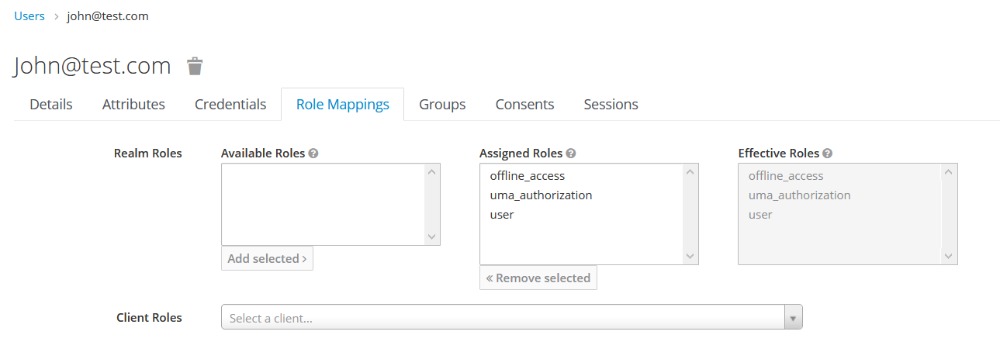 Users › john@test.com
John@test.com
Details Attributes Credentials Role Mappings Groups Consents Sessions
Realm Roles Available Roles Assigned Roles Effective Roles
offline_access offline_access
uma_authorization uma_authorization
user user
Add selected ›
« Remove selected
Client Roles Select a client...